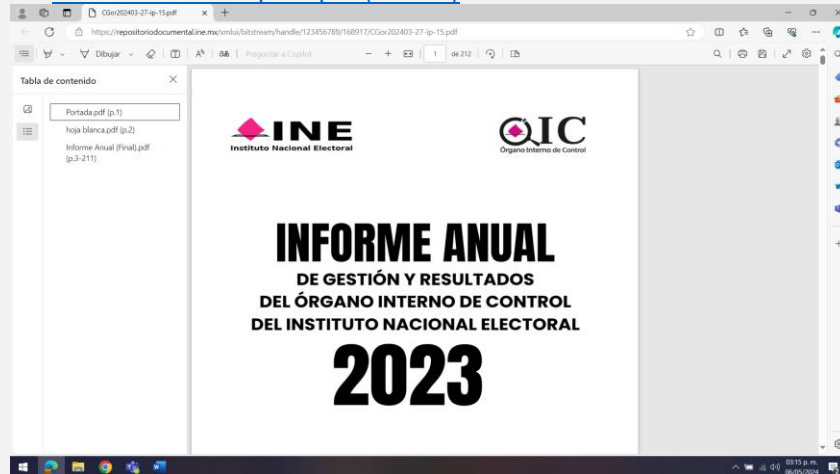 CGor202403-27-ip-15.pdf
https://repositoriodocumental.ine.mx/xmlui/bitstream/handle/123456789/168917/CGor202403-27-ip-15.pdf
Dibujar
Preguntar a Copilot
1 de 212
Tabla de contenido
Portada.pdf (p.1)
hoja blanca.pdf (p.2)
Informe Anual (Final).pdf
(p.3-211)
INE
Instituto Nacional Electoral
OIC
Órgano Interno de Control
INFORME ANUAL
DE GESTIÓN Y RESULTADOS
DEL ÓRGANO INTERNO DE CONTROL
DEL INSTITUTO NACIONAL ELECTORAL
2023
03:15 p. m.
06/05/2024